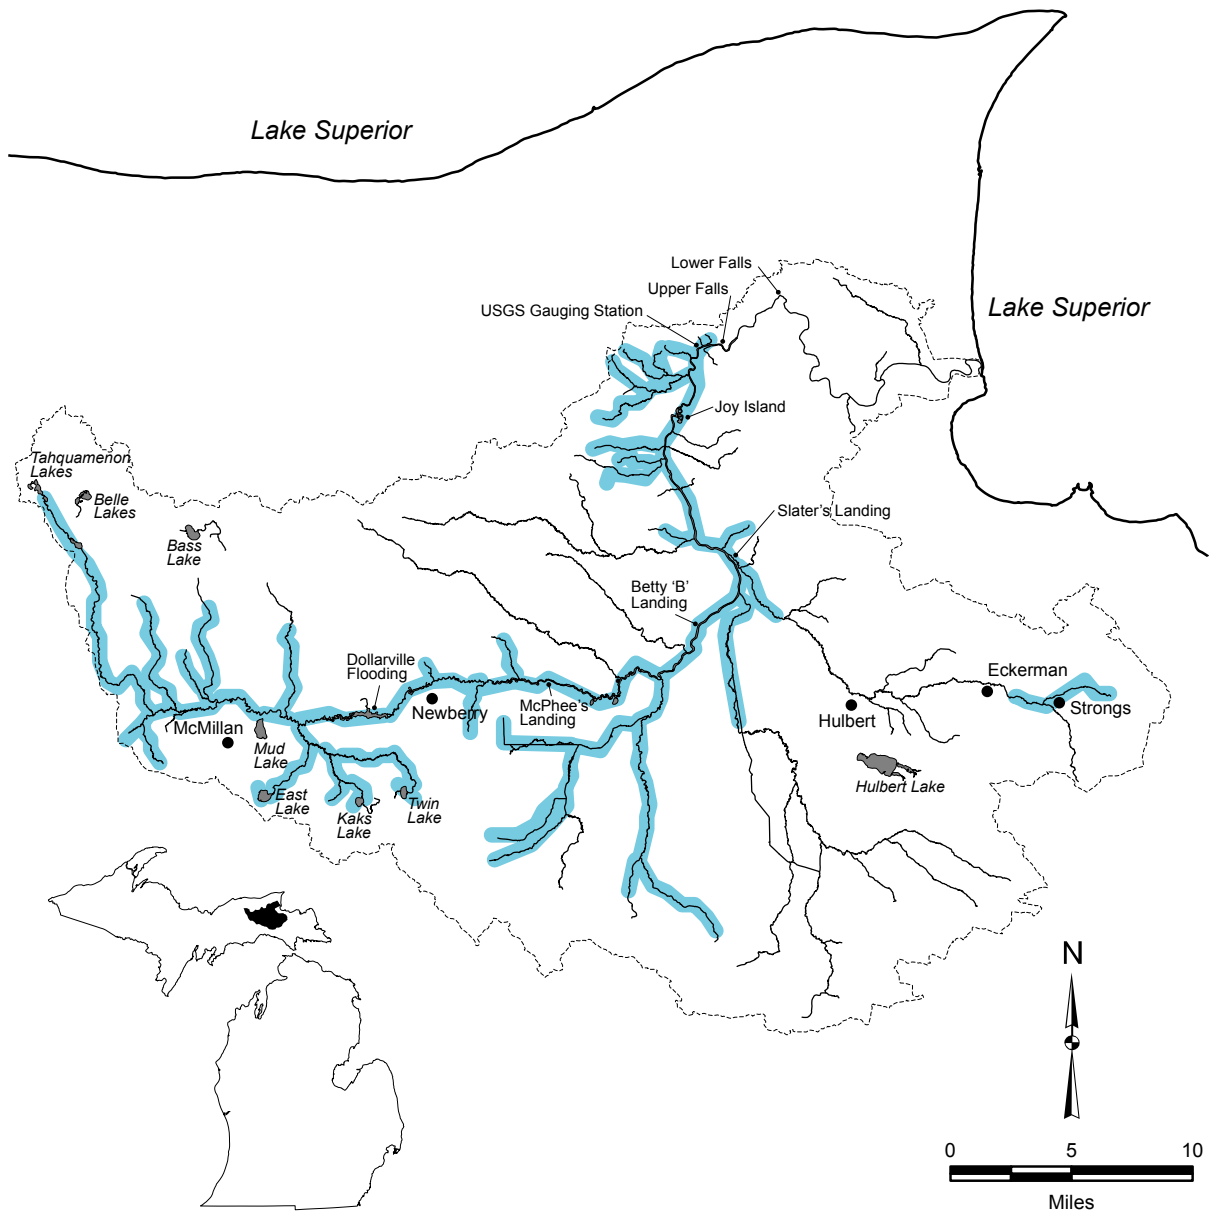 Lake Superior
Lower Falls
Upper Falls
USGS Gauging Station
Lake Superior
Joy Island
Tahquamenon
Lakes
Belle
Lakes
Bass
Lake
Slater's Landing
Betty 'B'
Landing
Dollarville
Flooding
Eckerman
McPhee's
Landing
Newberry
Strongs
Hulbert
McMillan
Mud
Lake
Hulbert Lake
East
Lake
Kaks
Lake
Twin
Lake
N
0 5 10
Miles